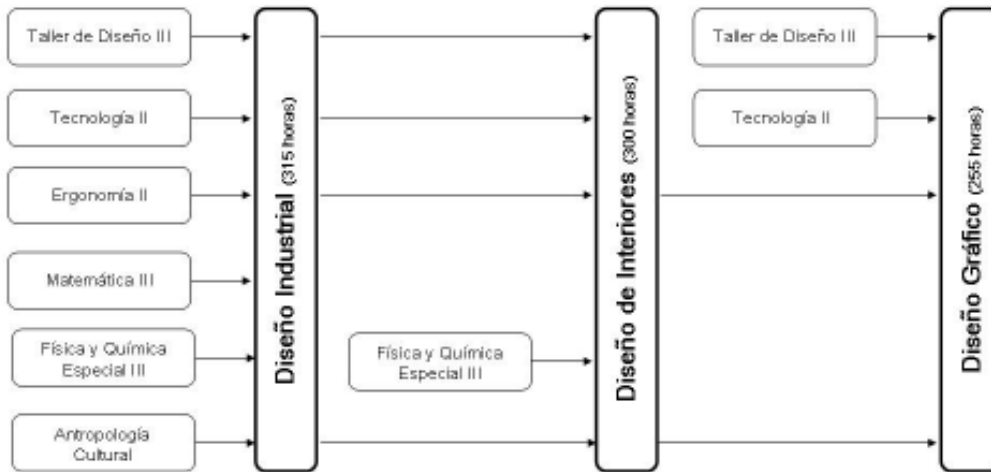 Taller de Diseño III
Tecnología II
Ergonomía II
Matemática III
Física y Química
Especial III
Antropología
Cultural
Diseño Industrial (315 horas)
Física y Química
Especial III
Diseño de Interiores (300 horas)
Taller de Diseño III
Tecnología II
Diseño Gráfico (255 horas)